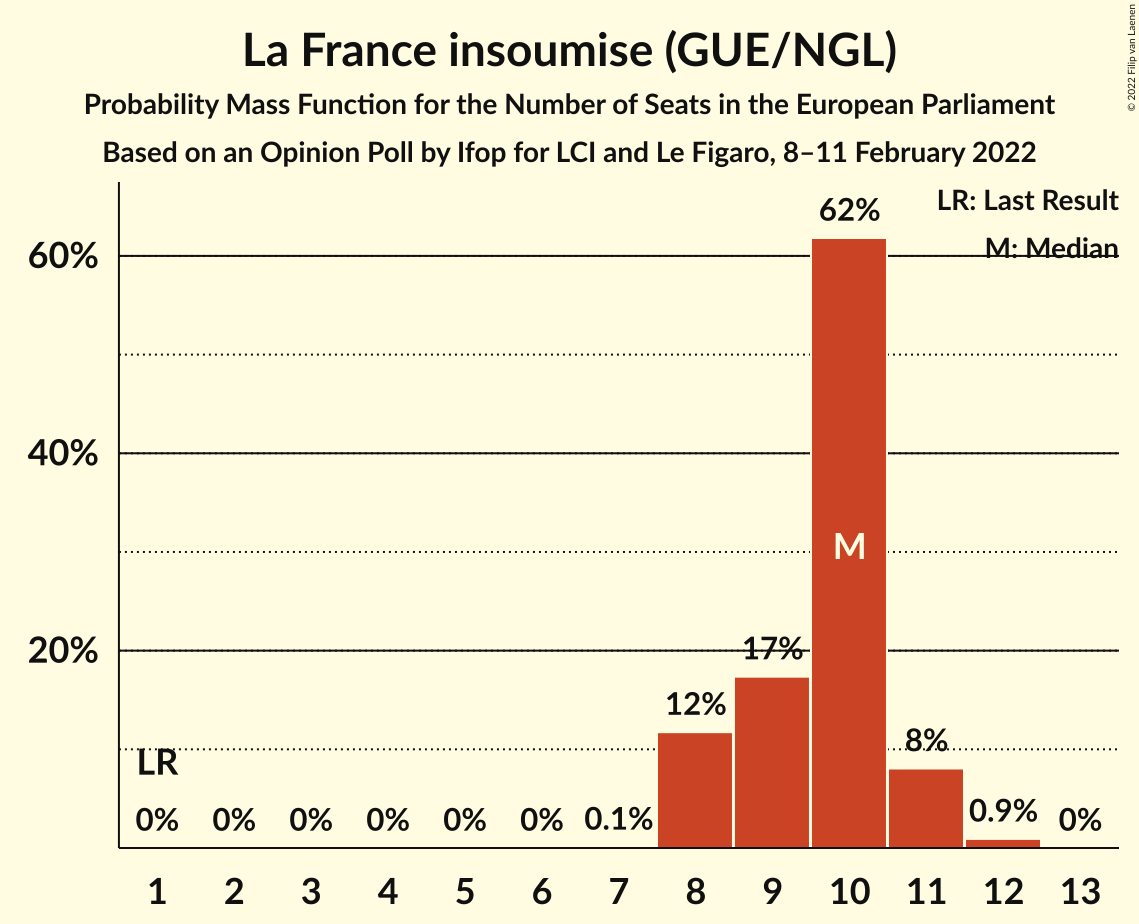 La France insoumise (GUE/NGL)
Probability Mass Function for the Number of Seats in the European Parliament
Based on an Opinion Poll by Ifop for LCI and Le Figaro, 8–11 February 2022
© 2022 Filip van Laenen
LR: Last Result
M: Median
62%
60%
40%
M
20%
17%
12%
8%
LR
0% 0% 0% 0% 0% 0% 0.1% 0.9% 0%
1 2 3 4 5 6 7 8 9 10 11 12 13